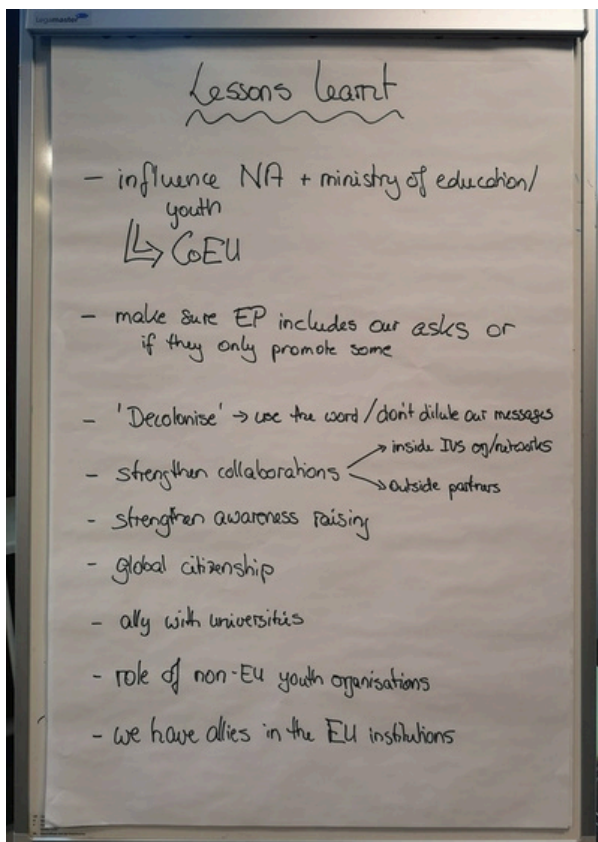 legamaster
Lessons learnt
- influence NA + ministry of education/
youth
CoEU
- make sure EP includes our asks or
if they only promote some
- 'Decolonise' → use the word / don't dilute our messages
- strengthen collaborations
inside IVS org/networks
outside partners
- strengthen awareness raising
- global citizenship
- ally with universities
- role of non-EU youth organisations
- we have allies in the EU institutions